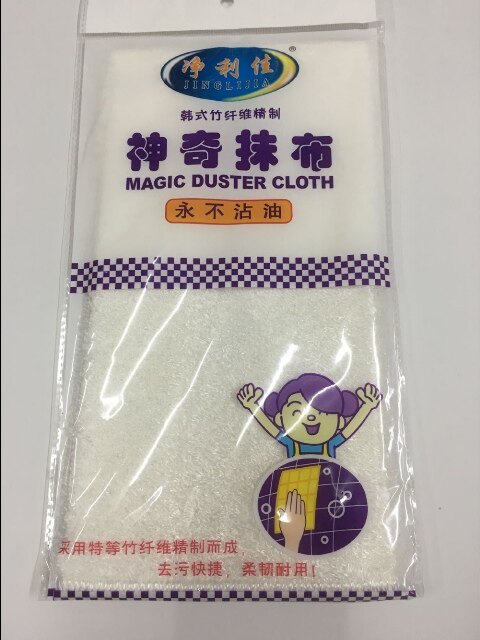 净利佳
®
JINGLIJIA
韩式竹纤维精制
神奇抹布
MAGIC DUSTER CLOTH
永不沾油
采用特等竹纤维精制而成,
去污快捷,柔韧耐用!